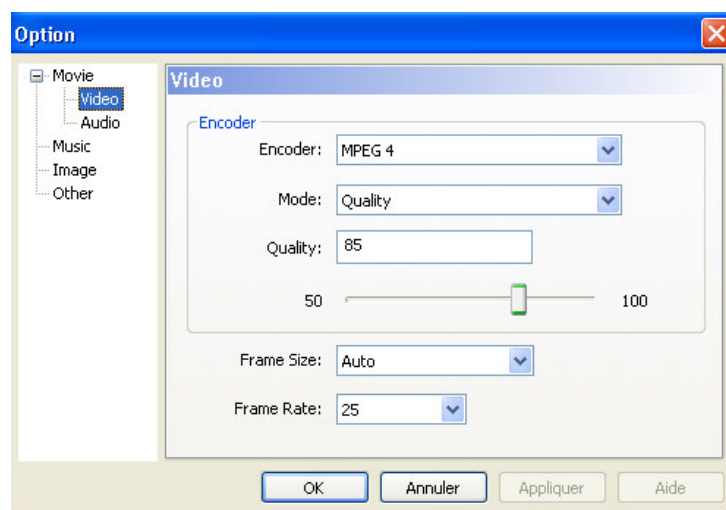 Option
Movie
Video
Audio
Music
Image
Other
Video
Encoder
Encoder: MPEG 4
Mode: Quality
Quality: 85
50 100
Frame Size: Auto
Frame Rate: 25
OK Annuler Appliquer Aide